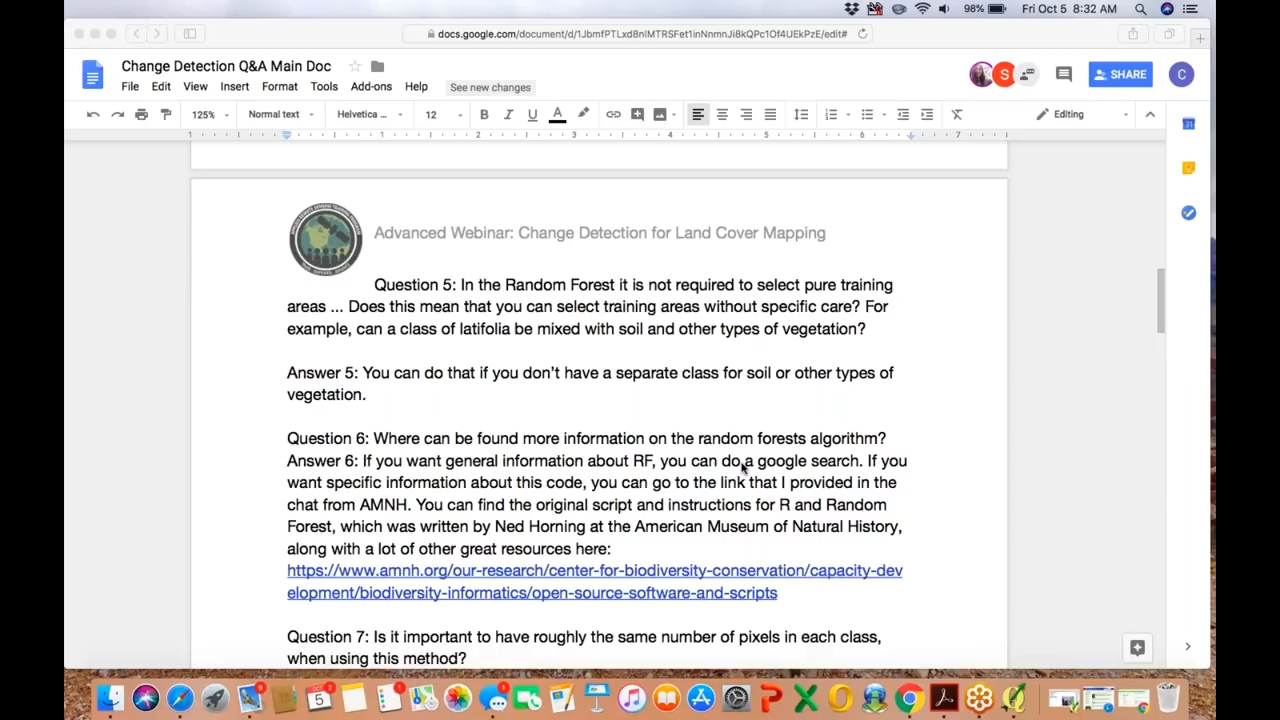 98%
Fri Oct 5 8:32 AM
docs.google.com/document/d/1JbmfPTLxd8nIMTRSFet1inNnmnJi8kQPc1Of4UEkPzE/edit#
Change Detection Q&A Main Doc
File Edit View Insert Format Tools Add-ons Help See new changes
SHARE
S
C
125% Normal text Helvetica ... 12 B I U A Editing
1 1 2 3 4 5 6 7
31
Advanced Webinar: Change Detection for Land Cover Mapping
Question 5: In the Random Forest it is not required to select pure training
areas ... Does this mean that you can select training areas without specific care? For
example, can a class of latifolia be mixed with soil and other types of vegetation?
Answer 5: You can do that if you don't have a separate class for soil or other types of
vegetation.
Question 6: Where can be found more information on the random forests algorithm?
Answer 6: If you want general information about RF, you can do a google search. If you
want specific information about this code, you can go to the link that I provided in the
chat from AMNH. You can find the original script and instructions for R and Random
Forest, which was written by Ned Horning at the American Museum of Natural History,
along with a lot of other great resources here:
https://www.amnh.org/our-research/center-for-biodiversity-conservation/capacity-dev
elopment/biodiversity-informatics/open-source-software-and-scripts
Question 7: Is it important to have roughly the same number of pixels in each class,
when using this method?